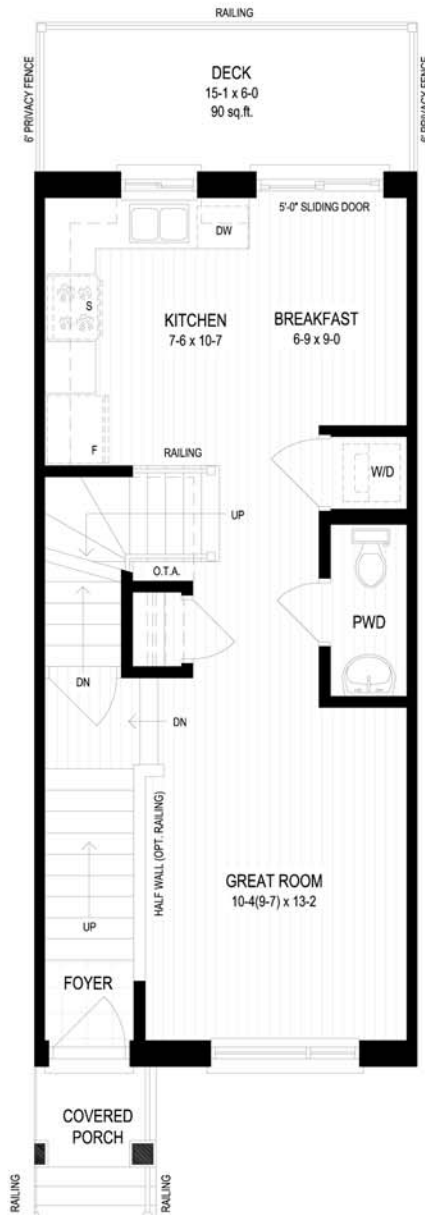 RAILING
6' PRIVACY FENCE
DECK
15-1 x 6-0
90 sq.ft.
6' PRIVACY FENCE
5'-0" SLIDING DOOR
DW
S
KITCHEN
7-6 x 10-7
BREAKFAST
6-9 x 9-0
F
RAILING
W/D
UP
O.T.A.
PWD
DN
DN
HALF WALL (OPT. RAILING)
GREAT ROOM
10-4(9-7) x 13-2
UP
FOYER
COVERED
PORCH
RAILING
RAILING